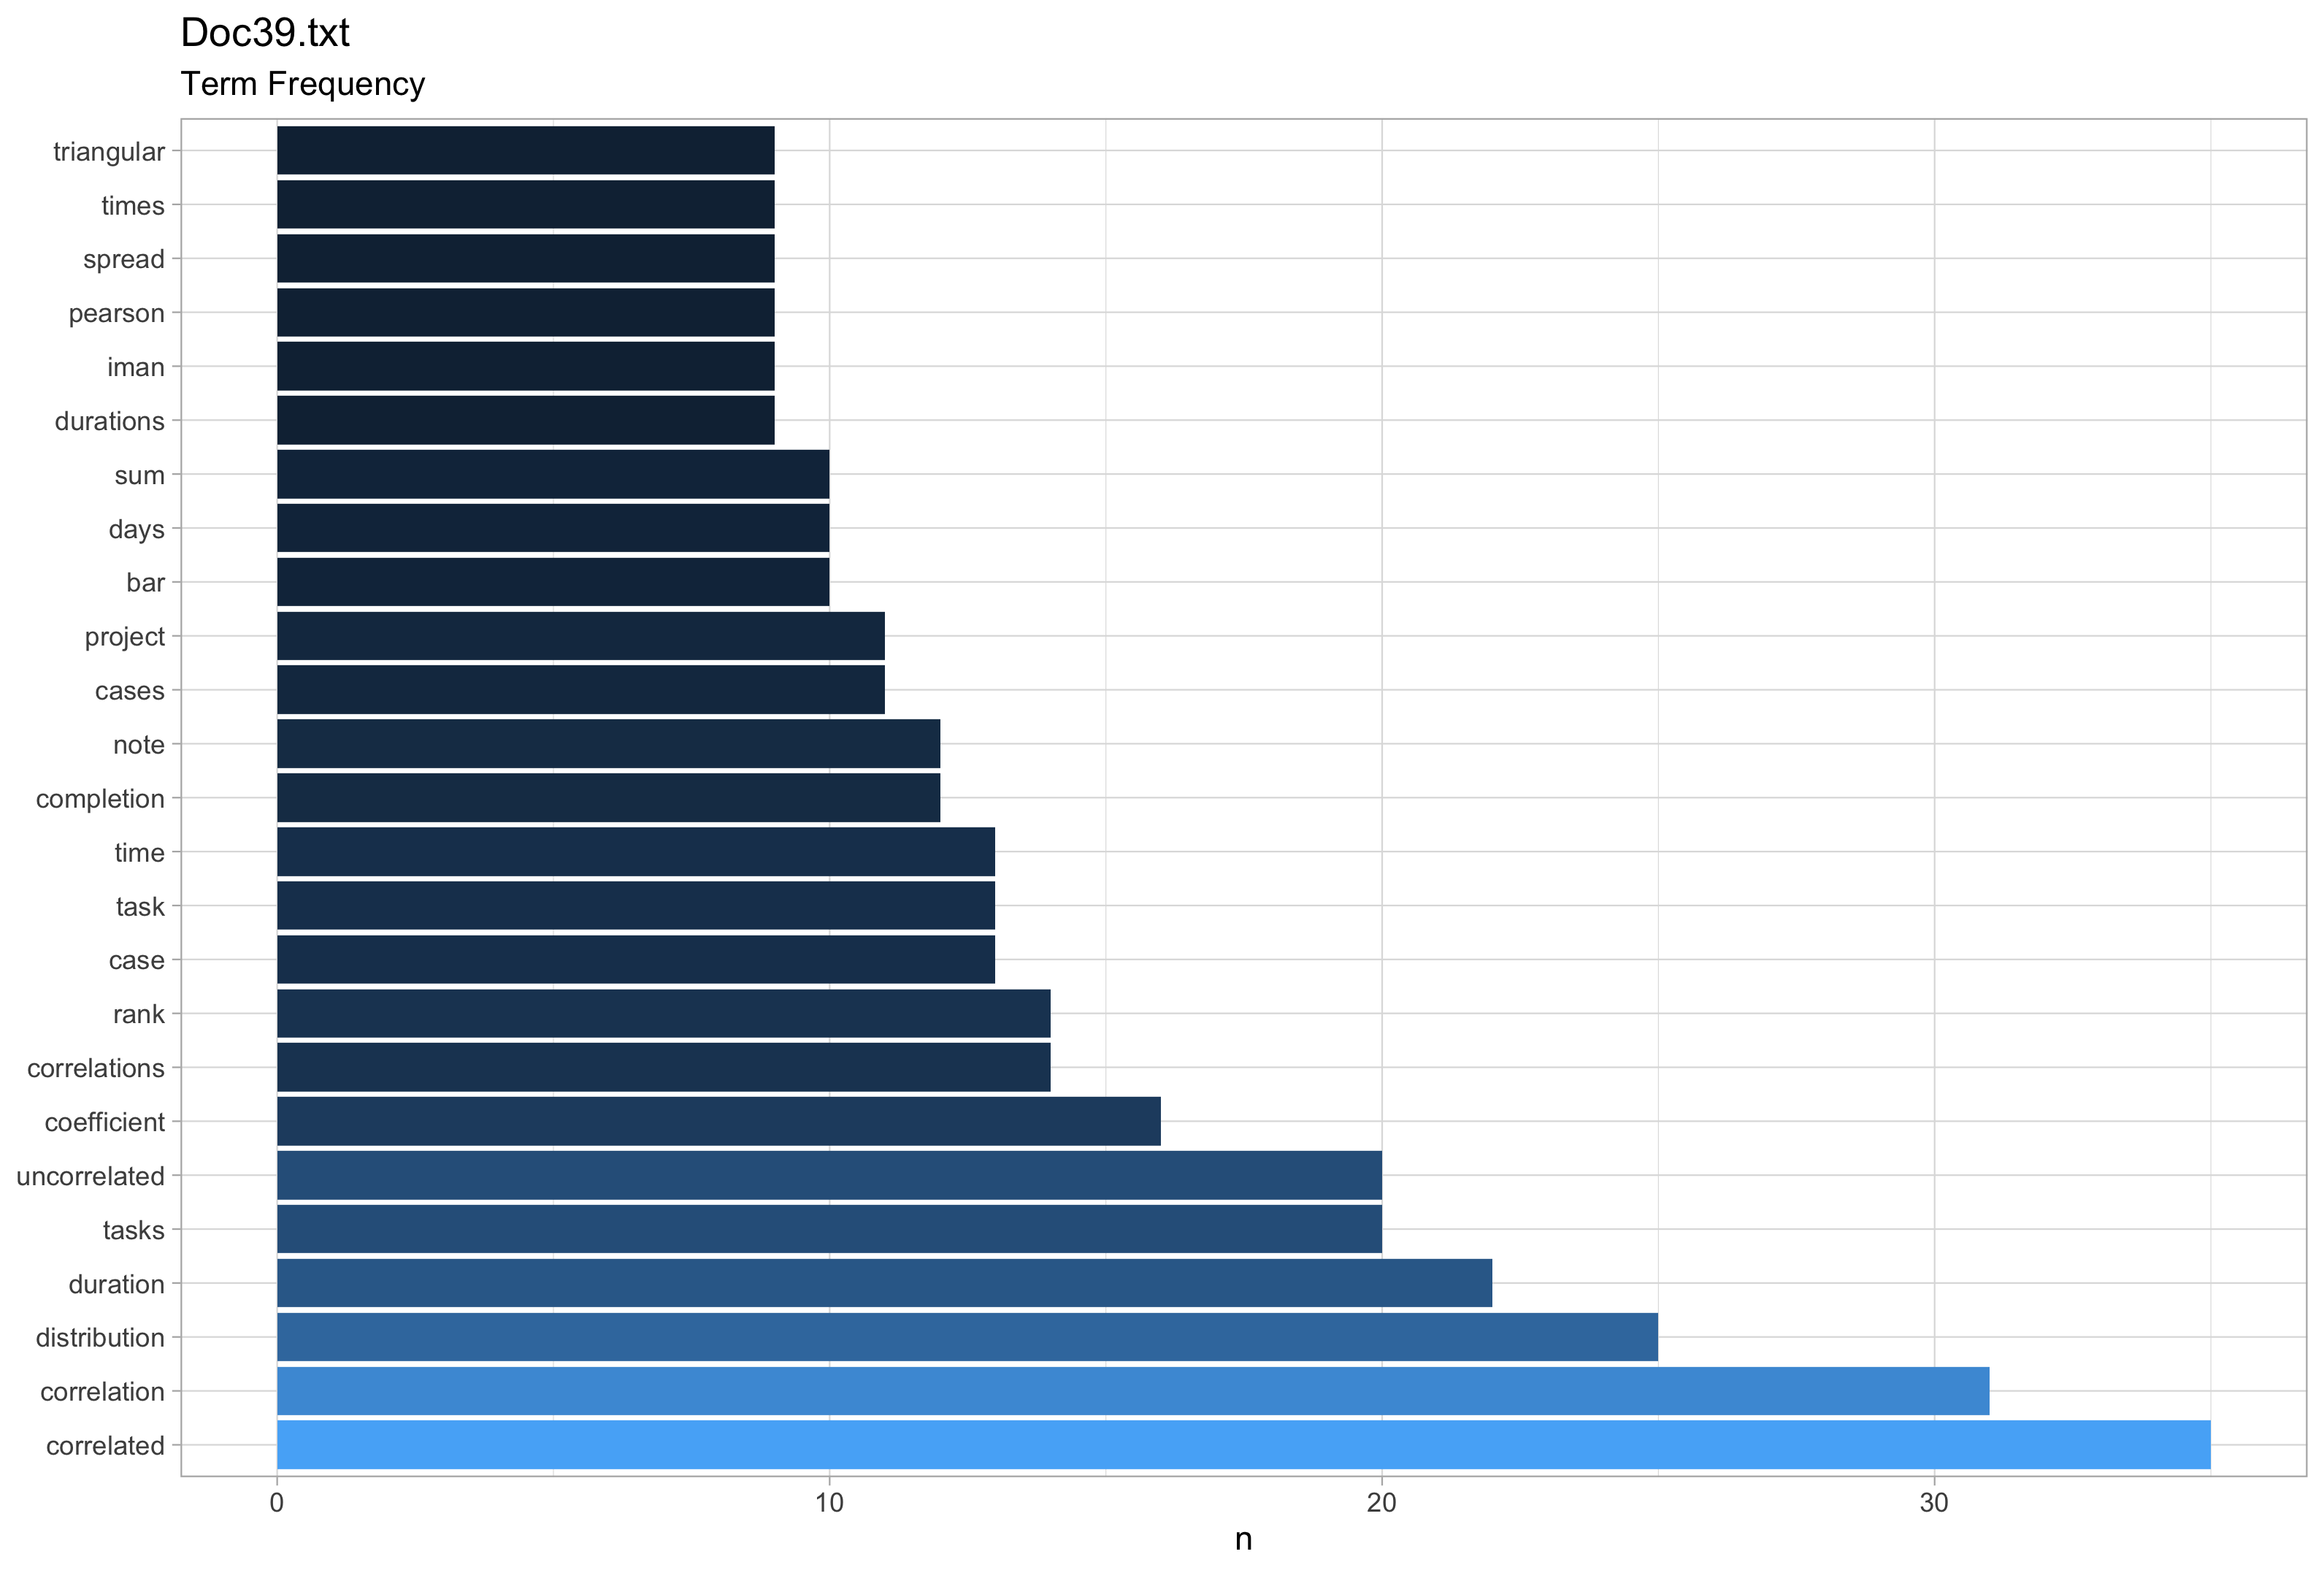 Doc39.txt
Term Frequency
triangular
times
spread
pearson
iman
durations
sum
days
bar
project
cases
note
completion
time
task
case
rank
correlations
coefficient
uncorrelated
tasks
duration
distribution
correlation
correlated
0 10 20 30
n